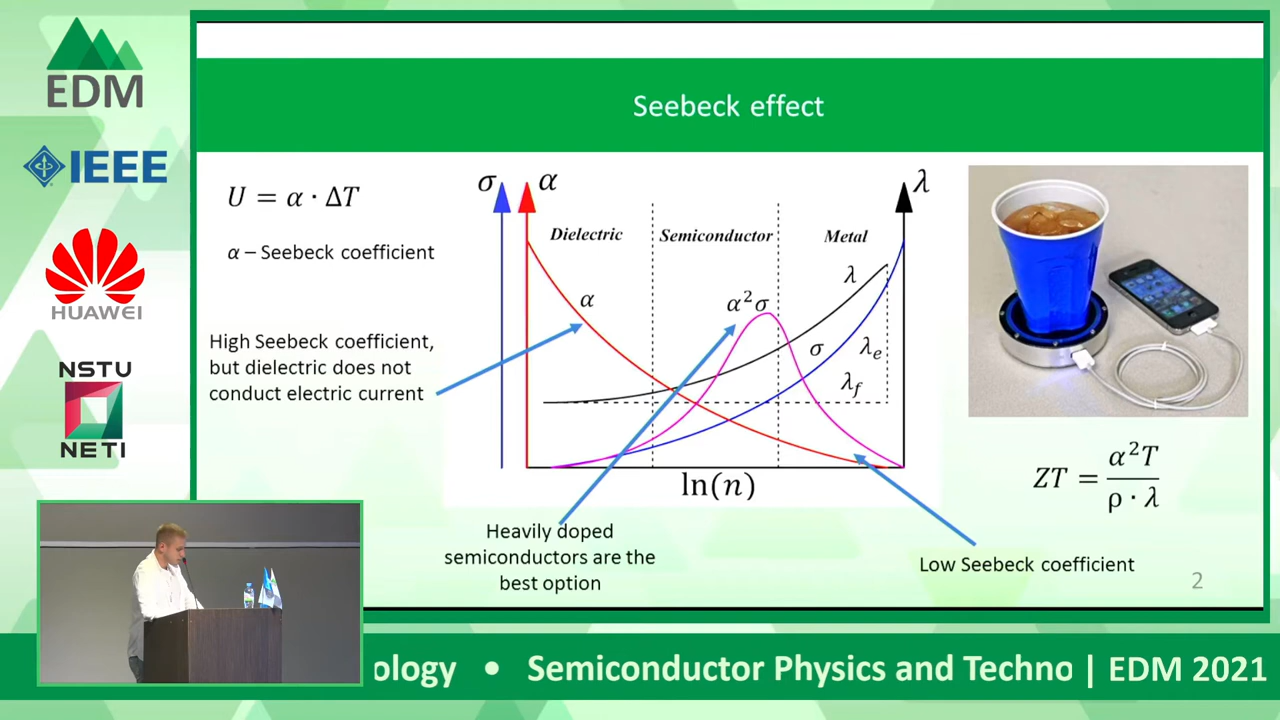 EDM
IEEE
HUAWEI
NSTU
NETI
Seebeck effect
U = α · ΔT
α – Seebeck coefficient
High Seebeck coefficient,
but dielectric does not
conduct electric current
σ α λ
Dielectric Semiconductor Metal
α
α²σ
λ
σ
λₑ
λ_f
ln(n)
Heavily doped
semiconductors are the
best option
ZT = α²T / ρ · λ
Low Seebeck coefficient
2
ology • Semiconductor Physics and Techno | EDM 2021